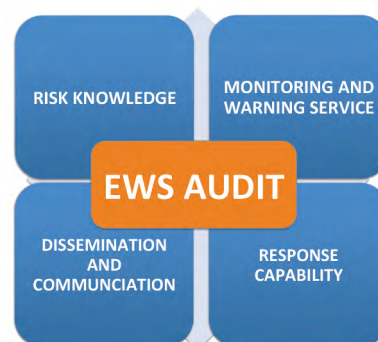 RISK KNOWLEDGE
MONITORING AND
WARNING SERVICE
EWS AUDIT
DISSEMINATION
AND
COMMUNCIATION
RESPONSE
CAPABILITY